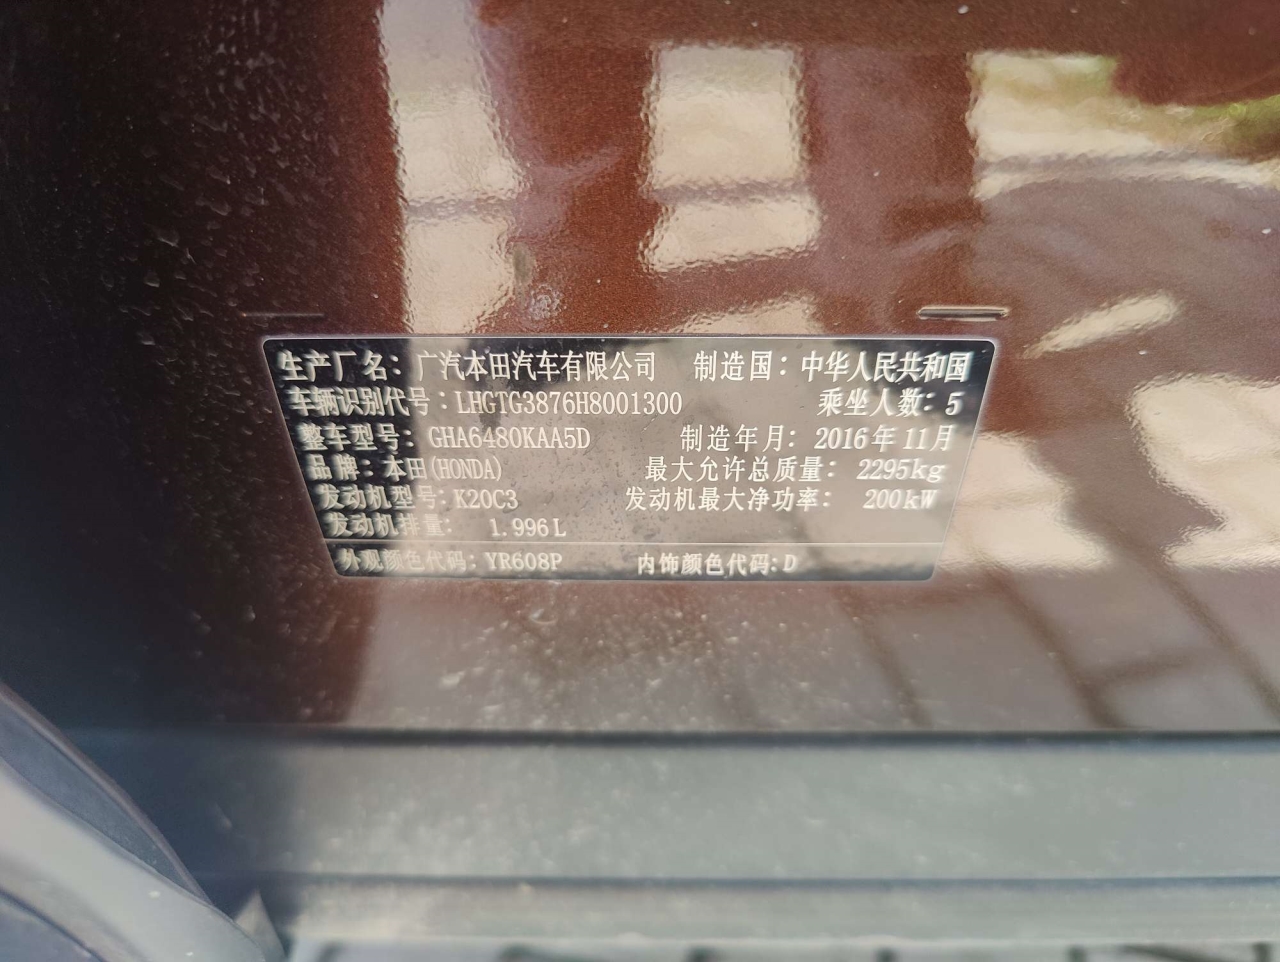 生产厂名：广汽本田汽车有限公司 制造国：中华人民共和国
车辆识别代号：LHGTG3876H8001300 乘坐人数：5
整车型号：GHA6480KAA5D 制造年月：2016年11月
品牌：本田(HONDA) 最大允许总质量：2295kg
发动机型号：K20C3 发动机最大净功率：200kW
发动机排量：1.996L
外观颜色代码：YR608P 内饰颜色代码：D